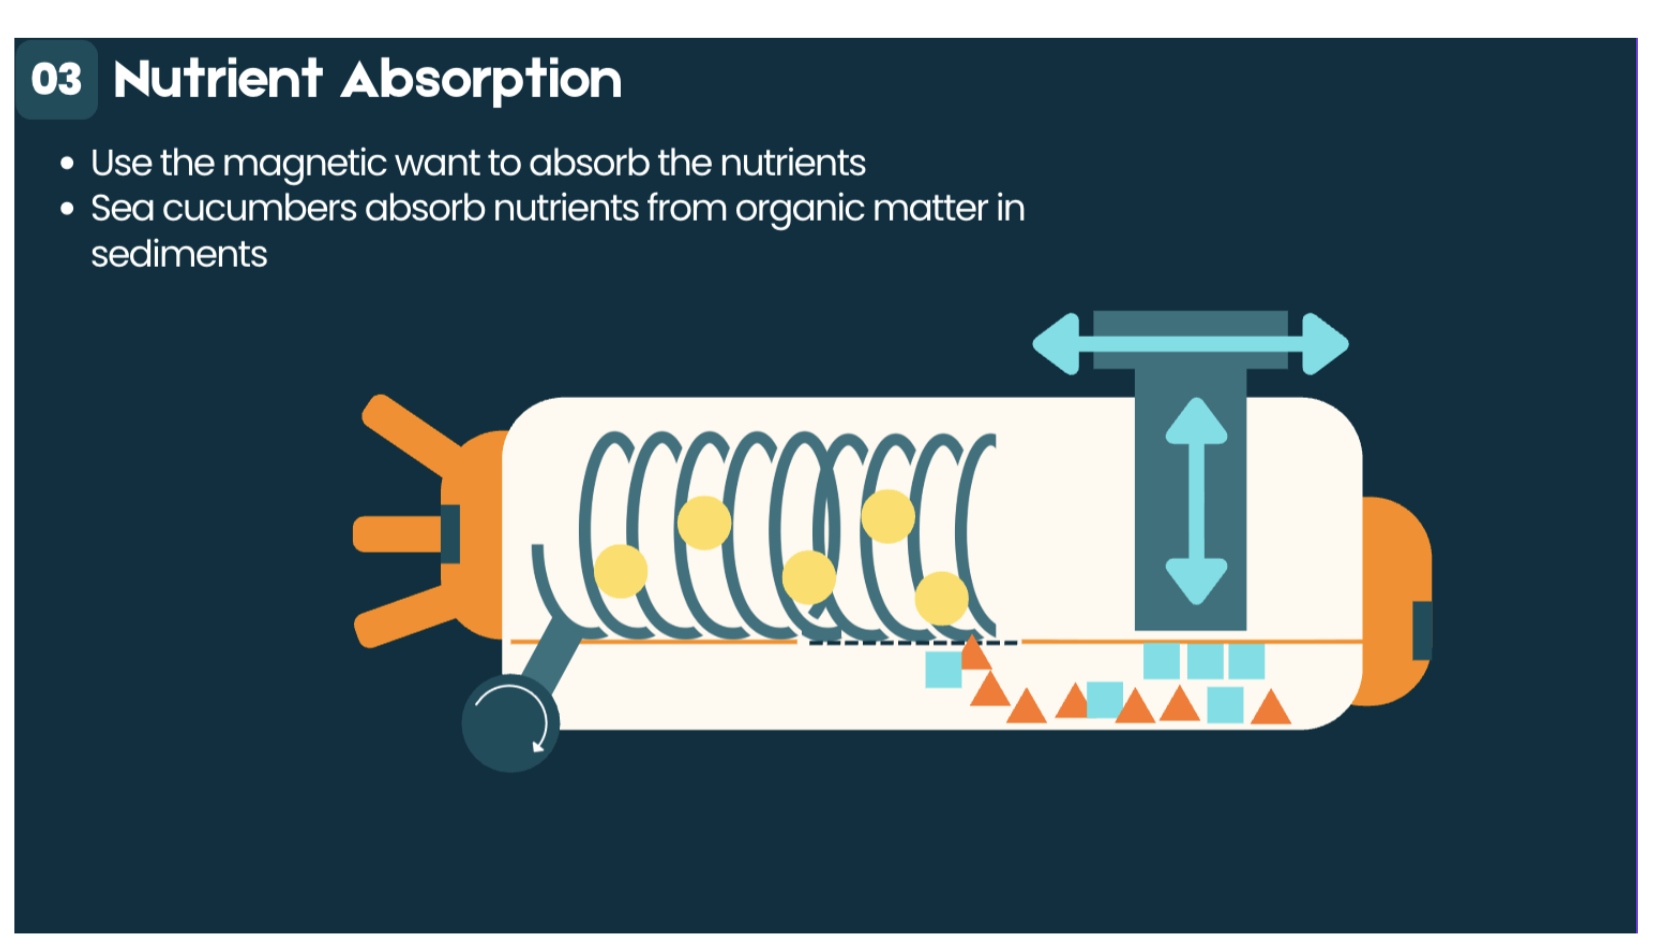 03 Nutrient Absorption
Use the magnetic want to absorb the nutrients
Sea cucumbers absorb nutrients from organic matter in
sediments